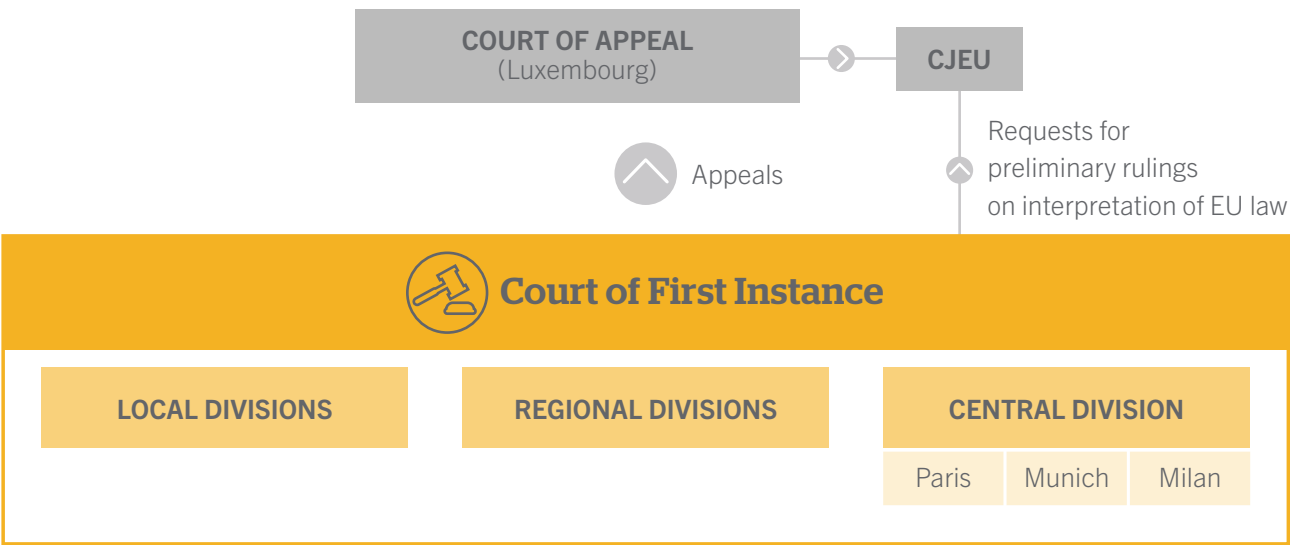 COURT OF APPEAL
(Luxembourg)
CJEU
Appeals
Requests for
preliminary rulings
on interpretation of EU law
Court of First Instance
LOCAL DIVISIONS
REGIONAL DIVISIONS
CENTRAL DIVISION
Paris
Munich
Milan